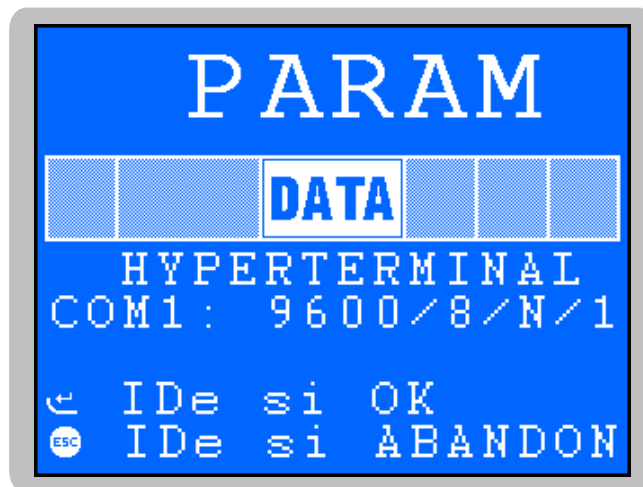 PARAM
DATA
HYPERTERMINAL
COM1: 9600/8/N/1
IDe si OK
ESC IDe si ABANDON